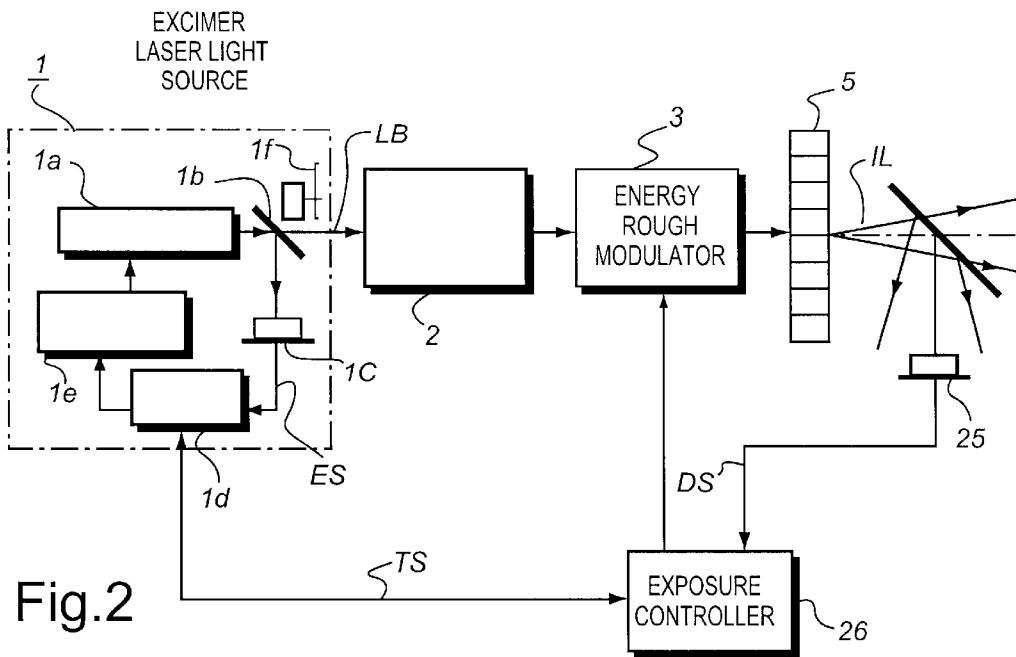 EXCIMER
LASER LIGHT
SOURCE
1
1a
1b
1f
LB
3
5
IL
ENERGY
ROUGH
MODULATOR
2
1C
1e
1d
ES
25
DS
TS
EXPOSURE
CONTROLLER
26
Fig.2